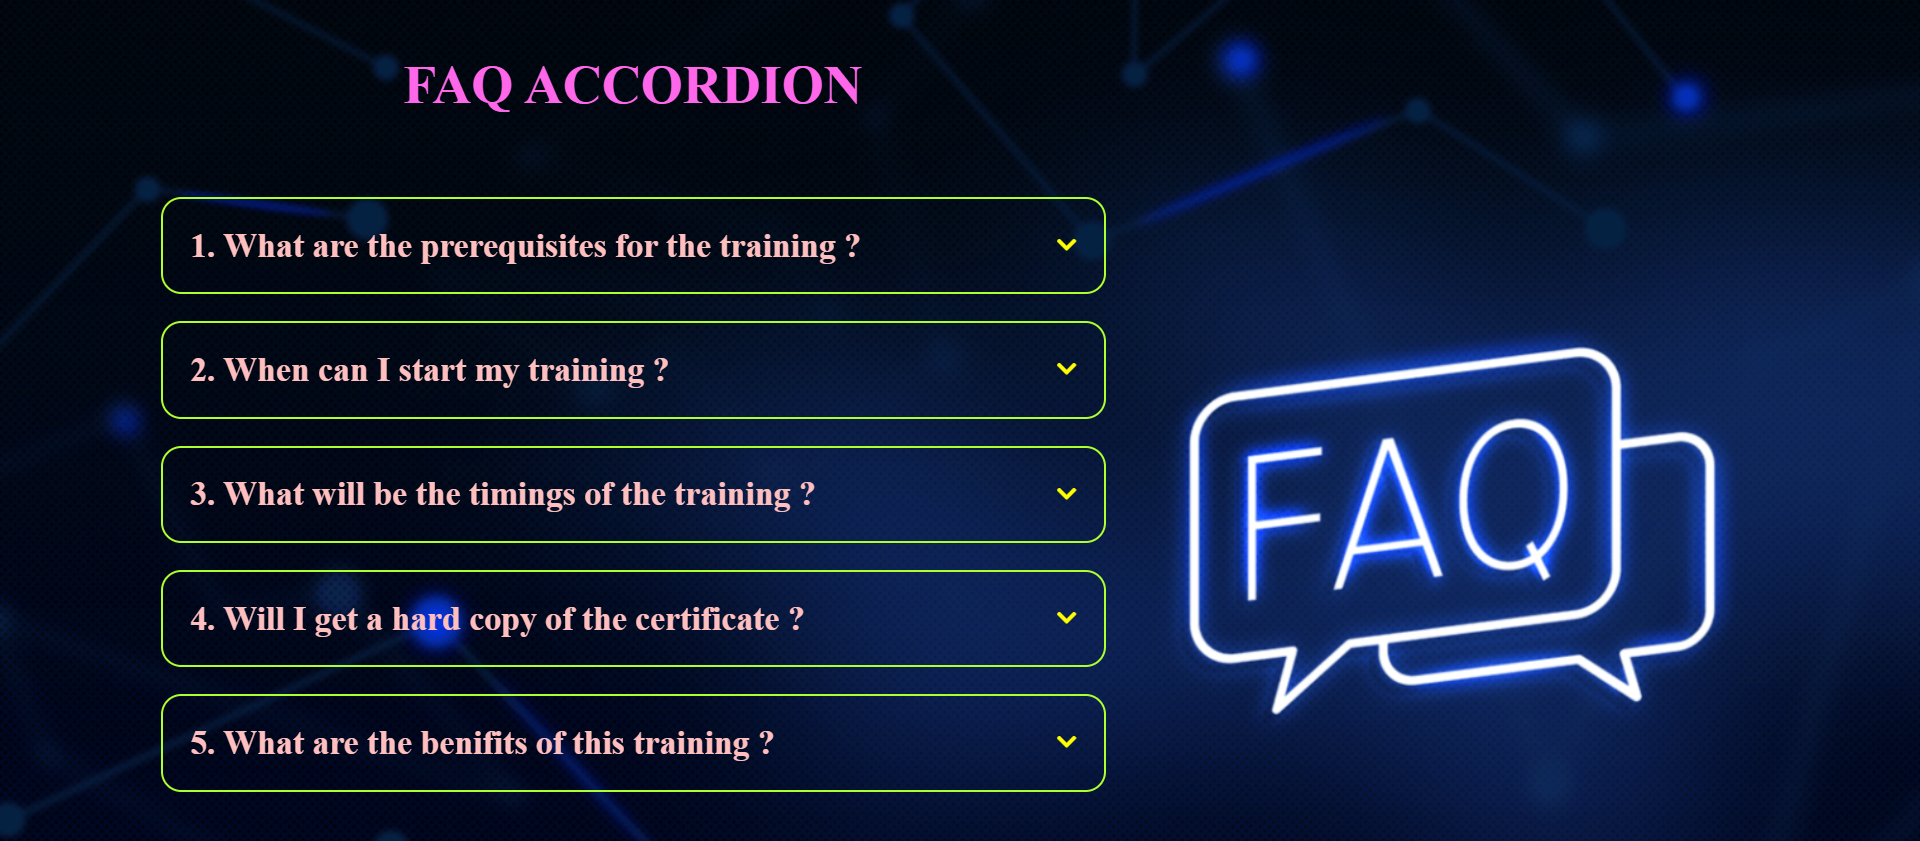 FAQ ACCORDION
1. What are the prerequisites for the training ?
2. When can I start my training ?
3. What will be the timings of the training ?
4. Will I get a hard copy of the certificate ?
5. What are the benifits of this training ?
FAQ